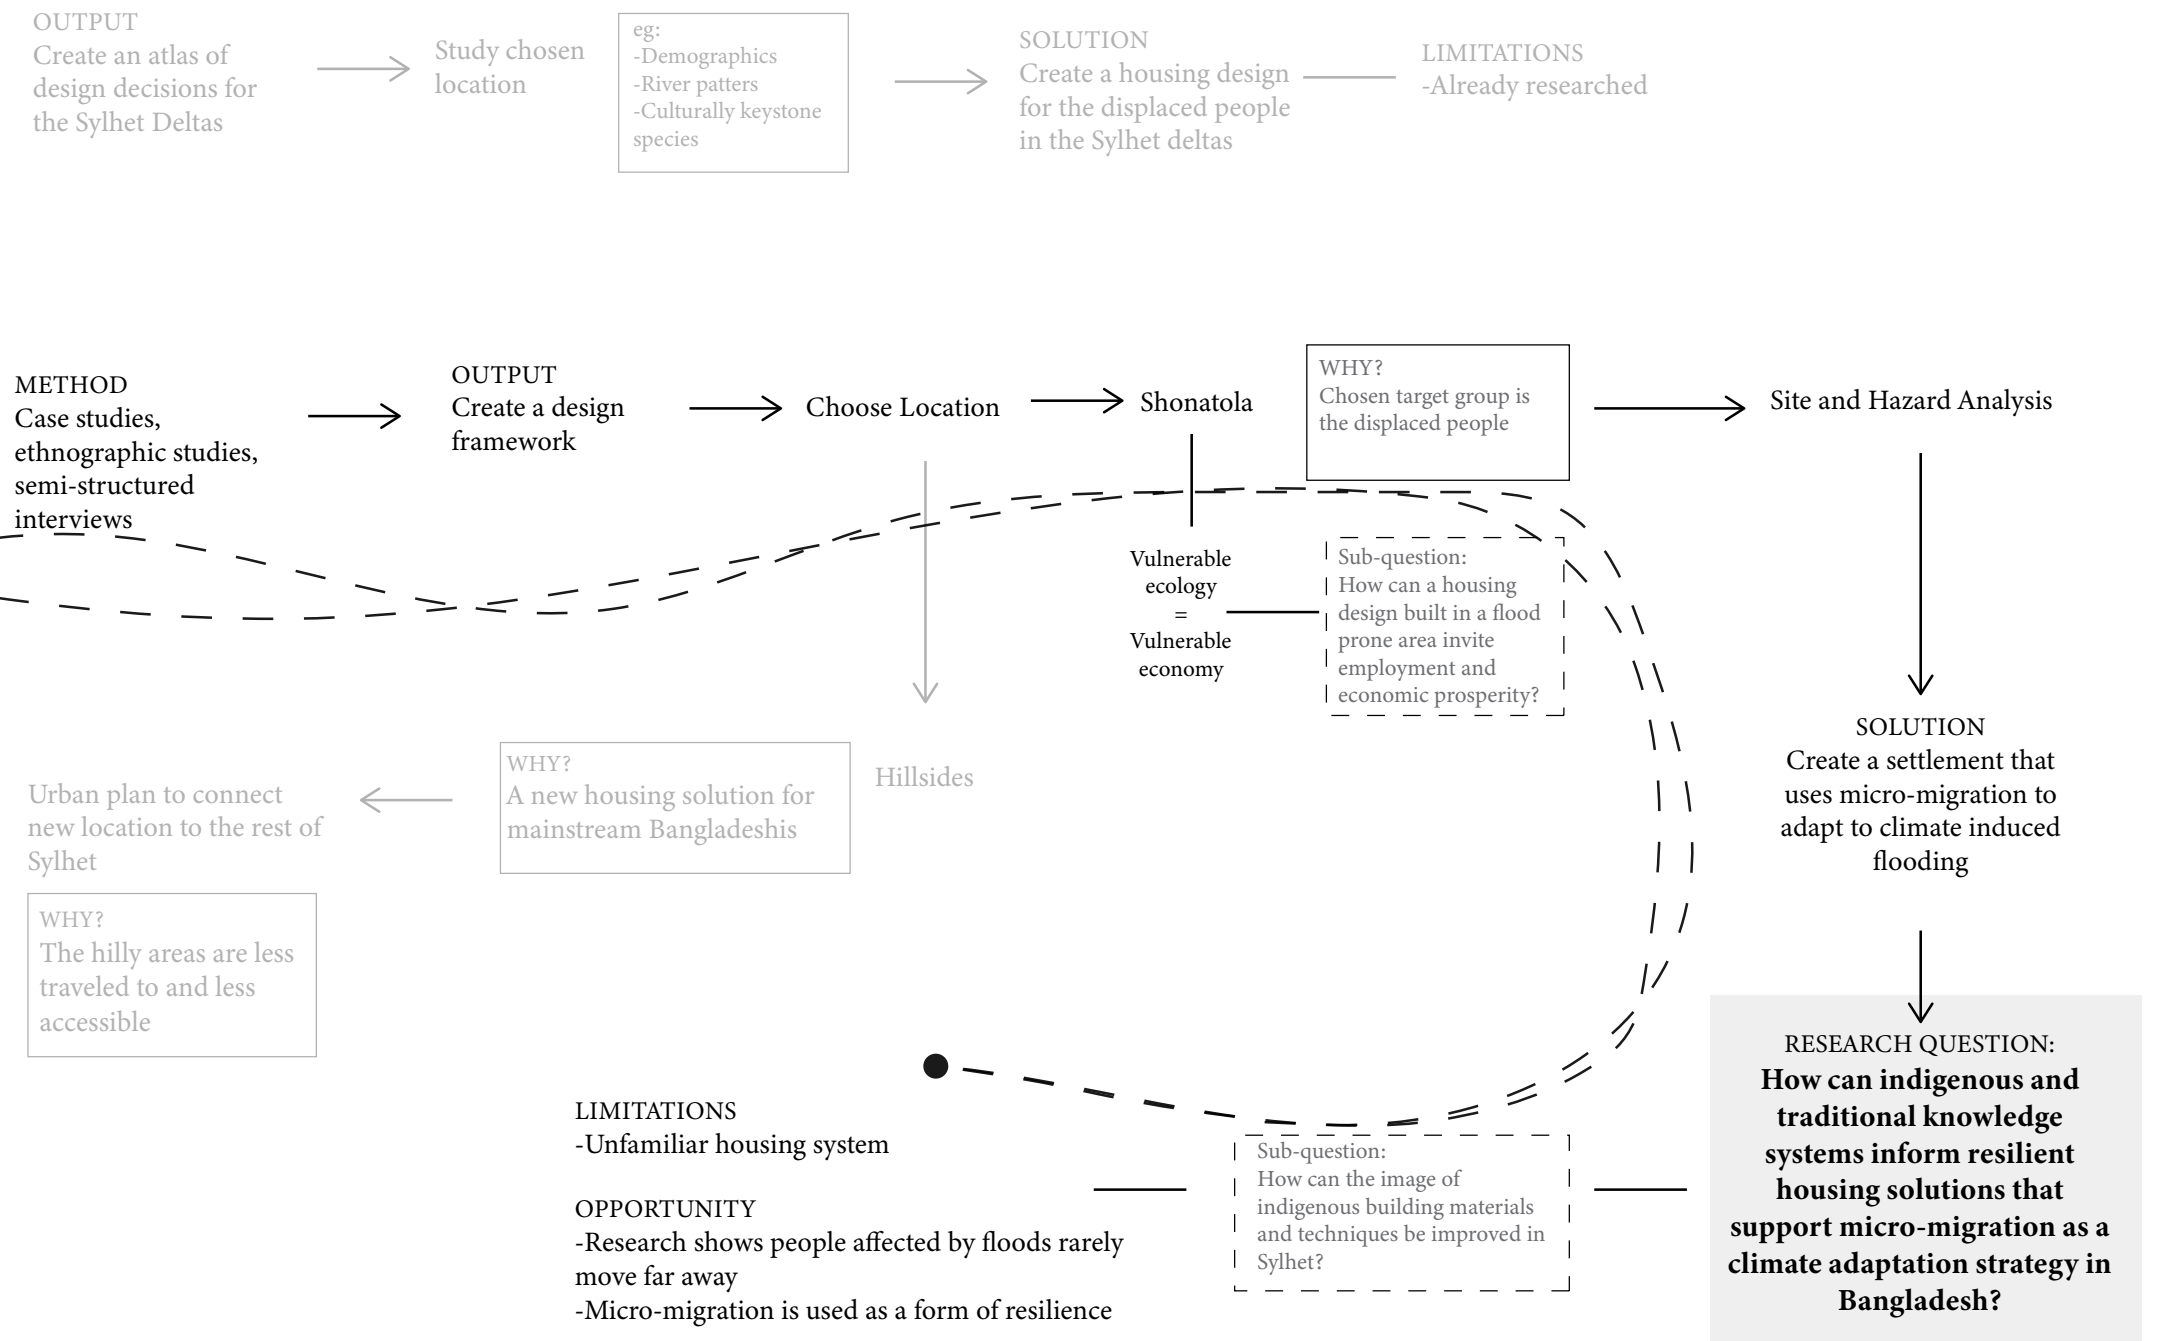 OUTPUT
Create an atlas of
design decisions for
the Sylhet Deltas
Study chosen
location
eg:
-Demographics
-River patters
-Culturally keystone
species
SOLUTION
Create a housing design
for the displaced people
in the Sylhet deltas
LIMITATIONS
-Already researched
METHOD
Case studies,
ethnographic studies,
semi-structured
interviews
OUTPUT
Create a design
framework
Choose Location
Shonatola
WHY?
Chosen target group is
the displaced people
Site and Hazard Analysis
Vulnerable
ecology
=
Vulnerable
economy
Sub-question:
How can a housing
design built in a flood
prone area invite
employment and
economic prosperity?
Hillsides
WHY?
A new housing solution for
mainstream Bangladeshis
Urban plan to connect
new location to the rest of
Sylhet
WHY?
The hilly areas are less
traveled to and less
accessible
SOLUTION
Create a settlement that
uses micro-migration to
adapt to climate induced
flooding
RESEARCH QUESTION:
How can indigenous and
traditional knowledge
systems inform resilient
housing solutions that
support micro-migration as a
climate adaptation strategy in
Bangladesh?
Sub-question:
How can the image of
indigenous building materials
and techniques be improved in
Sylhet?
LIMITATIONS
-Unfamiliar housing system
OPPORTUNITY
-Research shows people affected by floods rarely
move far away
-Micro-migration is used as a form of resilience